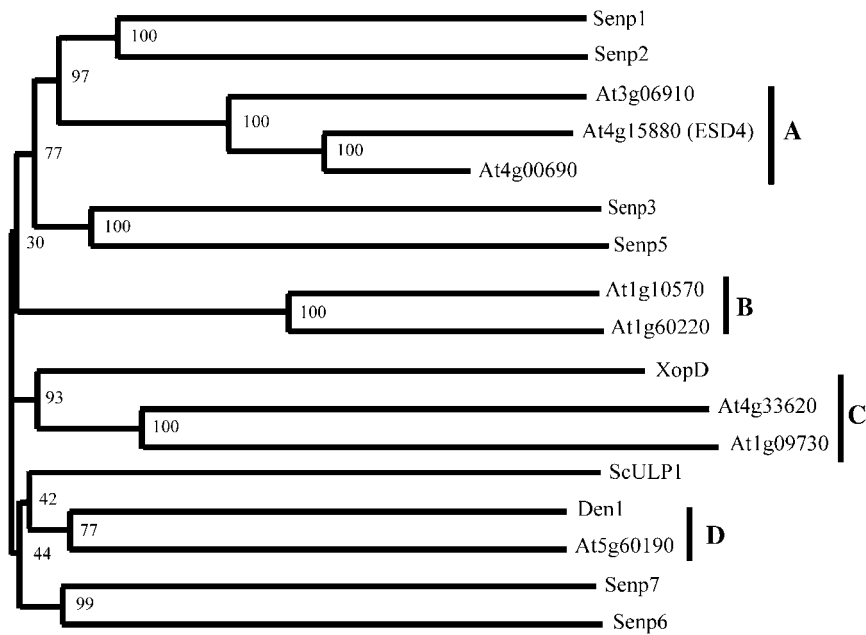 Senp1
100
Senp2
97
At3g06910
100
At4g15880 (ESD4)
A
77
100
At4g00690
Senp3
100
30
Senp5
At1g10570
100
B
At1g60220
XopD
93
At4g33620
C
100
At1g09730
ScULP1
42
Den1
77
D
44
At5g60190
Senp7
99
Senp6